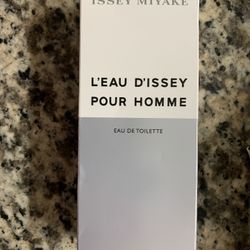 ISSEY MIYAKE
L'EAU D'ISSEY
POUR HOMME
EAU DE TOILETTE